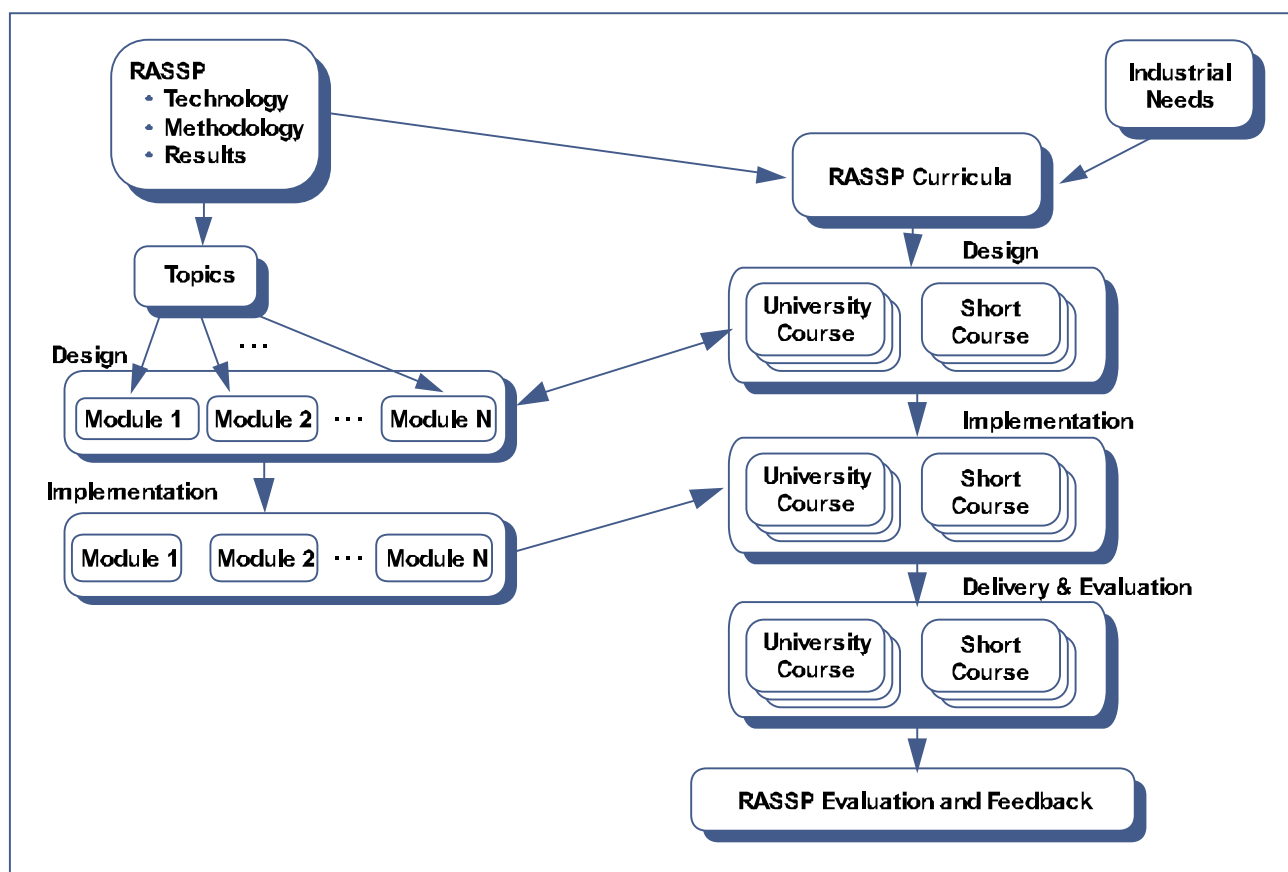 RASSP
• Technology
• Methodology
• Results
Industrial
Needs
RASSP Curricula
Topics
Design
...
Module 1
Module 2
...
Module N
Implementation
Module 1
Module 2
...
Module N
Design
University
Course
Short
Course
Implementation
University
Course
Short
Course
Delivery & Evaluation
University
Course
Short
Course
RASSP Evaluation and Feedback